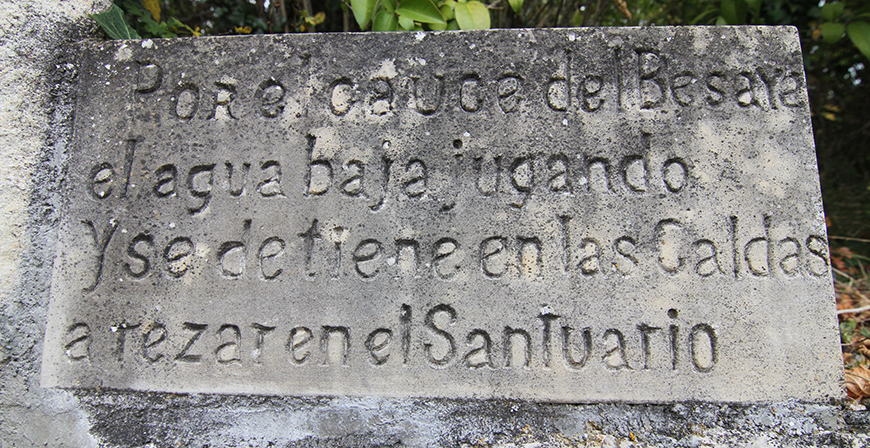 Por el cauce del Besaya
el agua baja jugando
y se detiene en las Caldas
a rezar en el Santuario